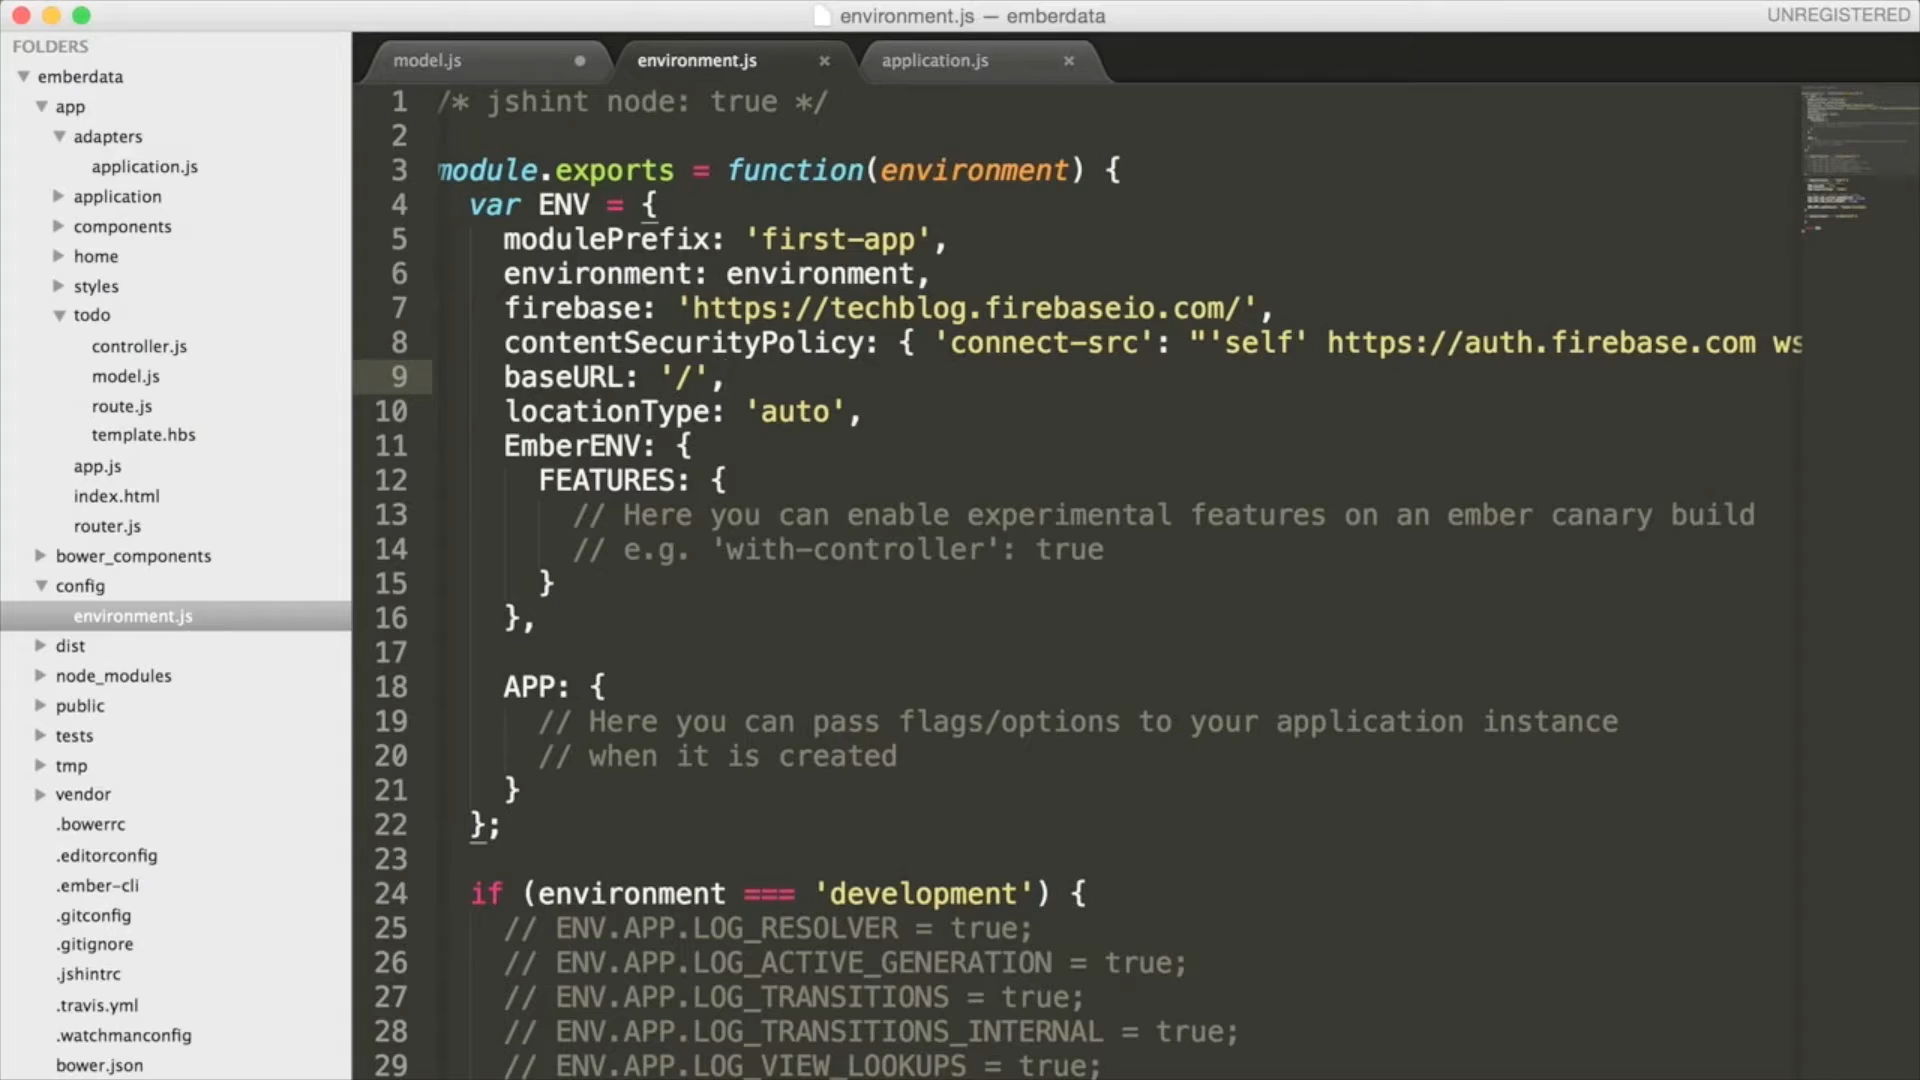 environment.js — emberdata
UNREGISTERED
FOLDERS
emberdata
app
adapters
application.js
application
components
home
styles
todo
controller.js
model.js
route.js
template.hbs
app.js
index.html
router.js
bower_components
config
environment.js
dist
node_modules
public
tests
tmp
vendor
.bowerrc
.editorconfig
.ember-cli
.gitconfig
.gitignore
.jshintrc
.travis.yml
.watchmanconfig
bower.json
model.js
environment.js
application.js
1 /* jshint node: true */
2
3 module.exports = function(environment) {
4 var ENV = {
5 modulePrefix: 'first-app',
6 environment: environment,
7 firebase: 'https://techblog.firebaseio.com/',
8 contentSecurityPolicy: { 'connect-src': "'self' https://auth.firebase.com ws
9 baseURL: '/',
10 locationType: 'auto',
11 EmberENV: {
12 FEATURES: {
13 // Here you can enable experimental features on an ember canary build
14 // e.g. 'with-controller': true
15 }
16 },
17
18 APP: {
19 // Here you can pass flags/options to your application instance
20 // when it is created
21 }
22 };
23
24 if (environment === 'development') {
25 // ENV.APP.LOG_RESOLVER = true;
26 // ENV.APP.LOG_ACTIVE_GENERATION = true;
27 // ENV.APP.LOG_TRANSITIONS = true;
28 // ENV.APP.LOG_TRANSITIONS_INTERNAL = true;
29 // ENV.APP.LOG_VIEW_LOOKUPS = true;